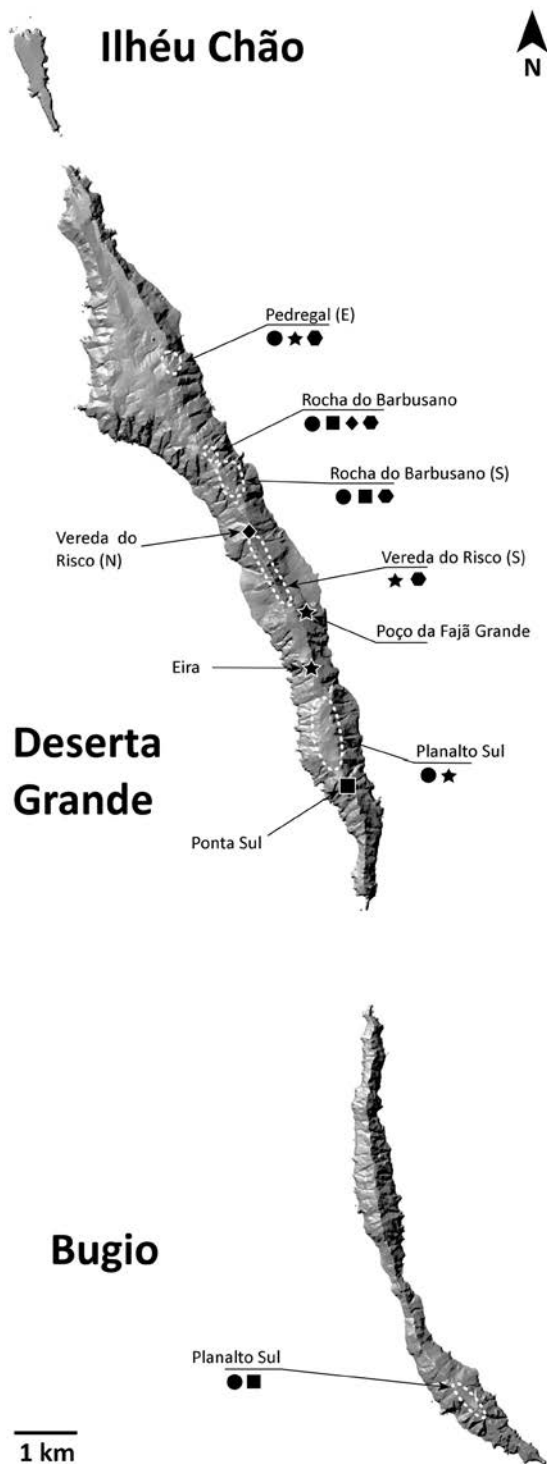 Ilhéu Chão
N
Pedregal (E)
Rocha do Barbusano
Rocha do Barbusano (S)
Vereda do
Risco (N)
Vereda do Risco (S)
Poço da Fajã Grande
Eira
Deserta
Grande
Planalto Sul
Ponta Sul
Bugio
Planalto Sul
1 km